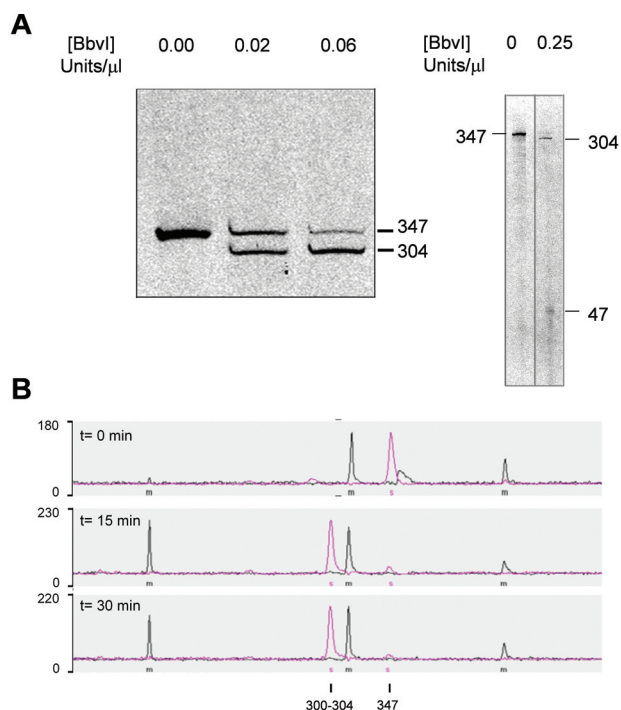 A
[BbvI] 0.00 0.02 0.06
Units/µl
347
304
[BbvI] 0 0.25
Units/µl
347
304
47
B
180
t= 0 min
0
m m s m
230
t= 15 min
0
m s m s m
220
t= 30 min
0
m s m s m
300-304 347